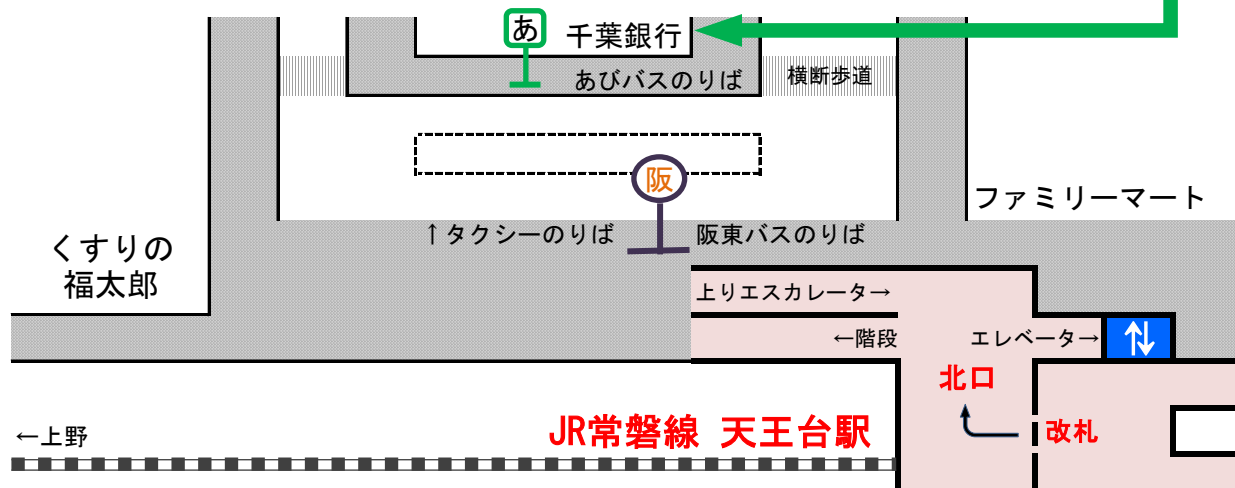 あ
千葉銀行
あびバスのりば
横断歩道
阪
ファミリーマート
↑タクシーのりば
阪東バスのりば
くすりの
福太郎
上りエスカレータ→
←階段
エレベータ→
北口
JR常磐線 天王台駅
改札
←上野